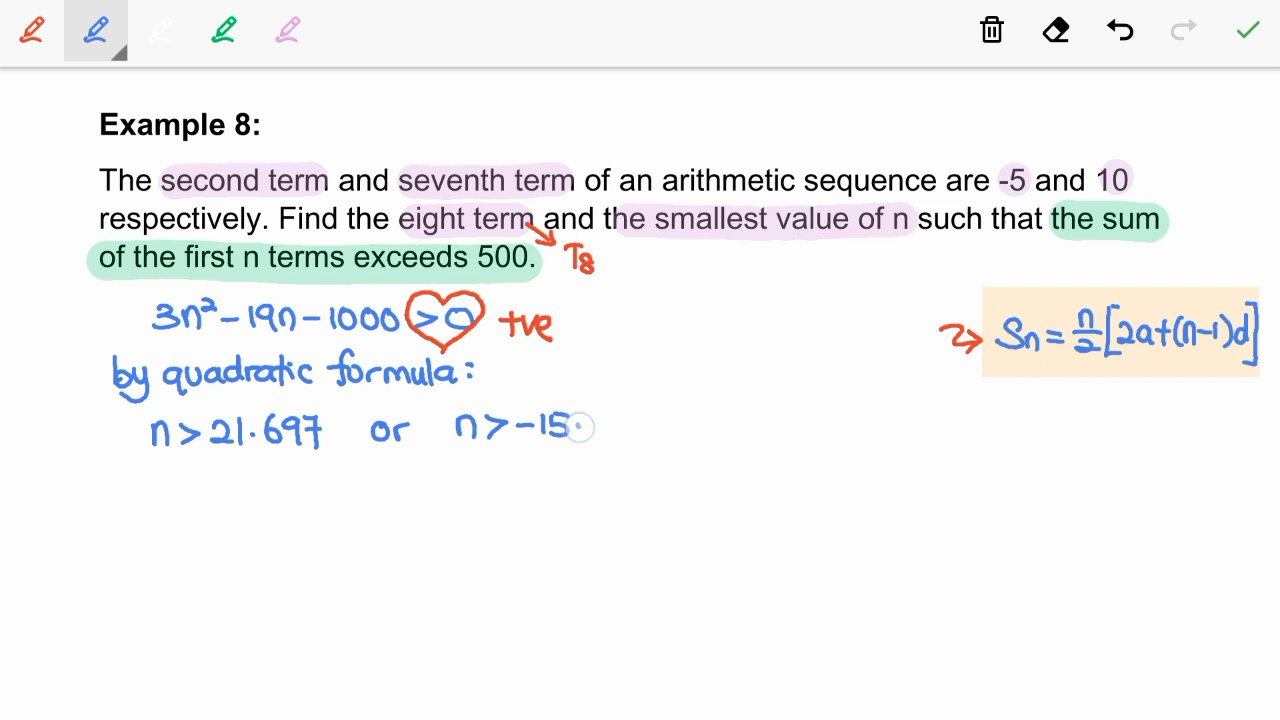 Example 8:
The second term and seventh term of an arithmetic sequence are -5 and 10
respectively. Find the eight term and the smallest value of n such that the sum
of the first n terms exceeds 500.
T₈
3n² - 19n - 1000 > 0 +ve
2→ Sn = n/2 [2a+(n-1)d]
by quadratic formula:
n > 21.697 or n > -15.